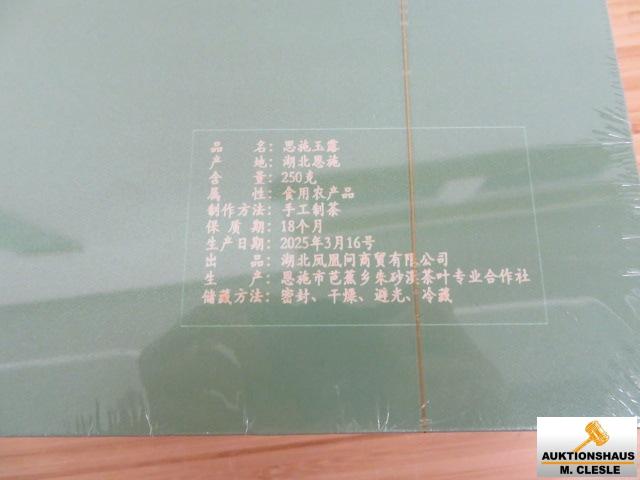 品 名：恩施玉露
产 地：湖北恩施
含 量：250克
属 性：食用农产品
制作方法：手工制茶
保 质 期：18个月
生产日期：2025年3月16号
出 品：湖北凤凰问商贸有限公司
生 产：恩施市芭蕉乡朱砂溪茶叶专业合作社
储藏方法：密封、干燥、避光、冷藏
AUKTIONSHAUS
M. CLESLE